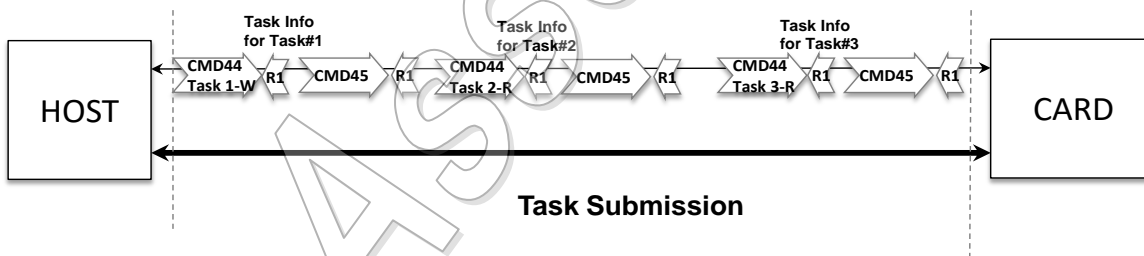 Task Info
for Task#1
Task Info
for Task#2
Task Info
for Task#3
HOST
CMD44
Task 1-W
R1
CMD45
R1
CMD44
Task 2-R
R1
CMD45
R1
CMD44
Task 3-R
R1
CMD45
R1
CARD
Task Submission